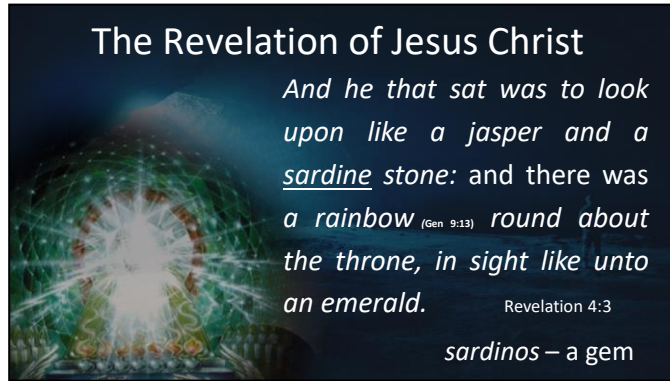 The Revelation of Jesus Christ
And he that sat was to look
upon like a jasper and a
sardine stone: and there was
a rainbow (Gen 9:13) round about
the throne, in sight like unto
an emerald. Revelation 4:3
sardinos – a gem